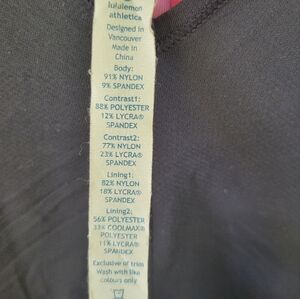 lululemon
athletica
Designed in
Vancouver
Made in
China
Body:
91% NYLON
9% SPANDEX
Contrast1:
88% POLYESTER
12% LYCRA®
SPANDEX
Contrast2:
77% NYLON
23% LYCRA®
SPANDEX
Lining1:
82% NYLON
18% LYCRA®
SPANDEX
Lining2:
56% POLYESTER
33% COOLMAX®
POLYESTER
11% LYCRA®
SPANDEX
Exclusive of trim
Wash with like
colours only